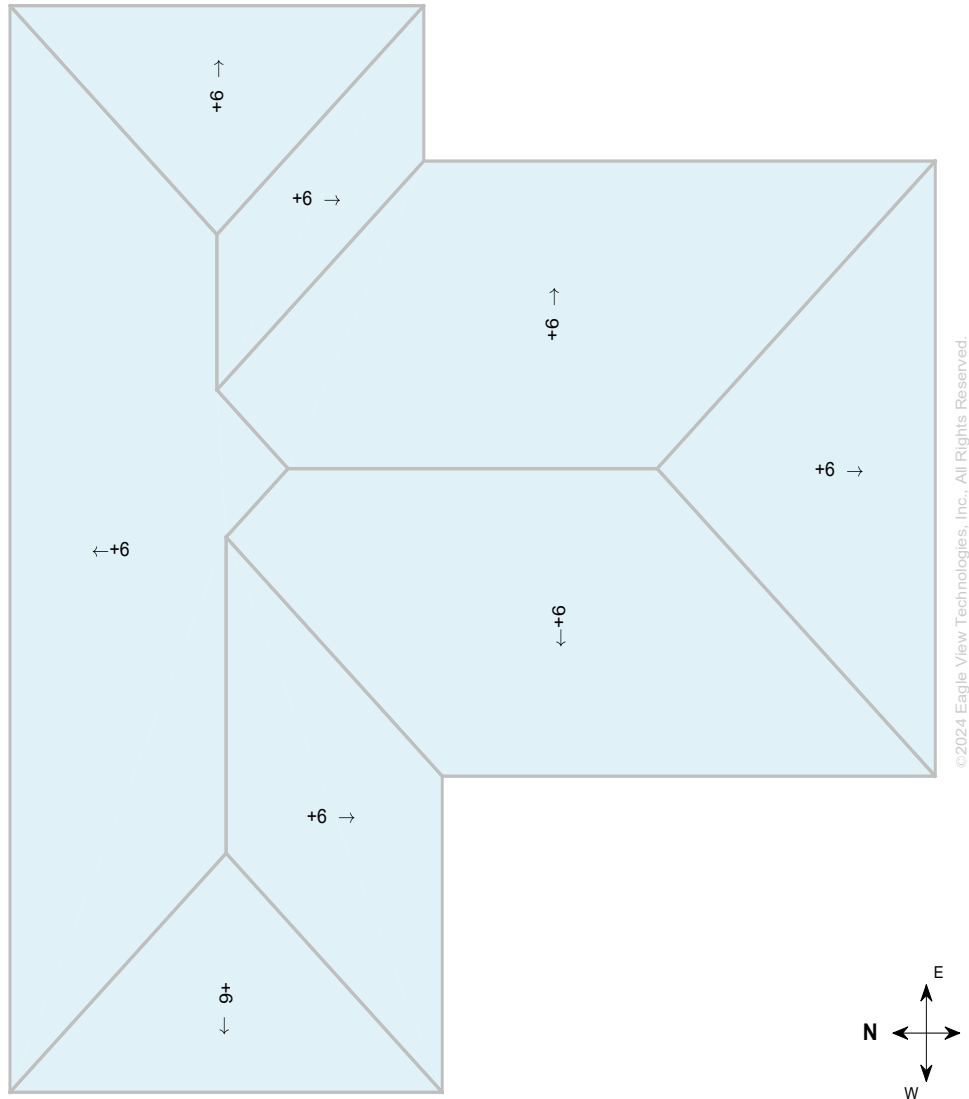 +6 →
+6 →
+6 →
+6 →
←+6
+6 →
+6 →
+6 →
E
N
W
©2024 Eagle View Technologies, Inc., All Rights Reserved.